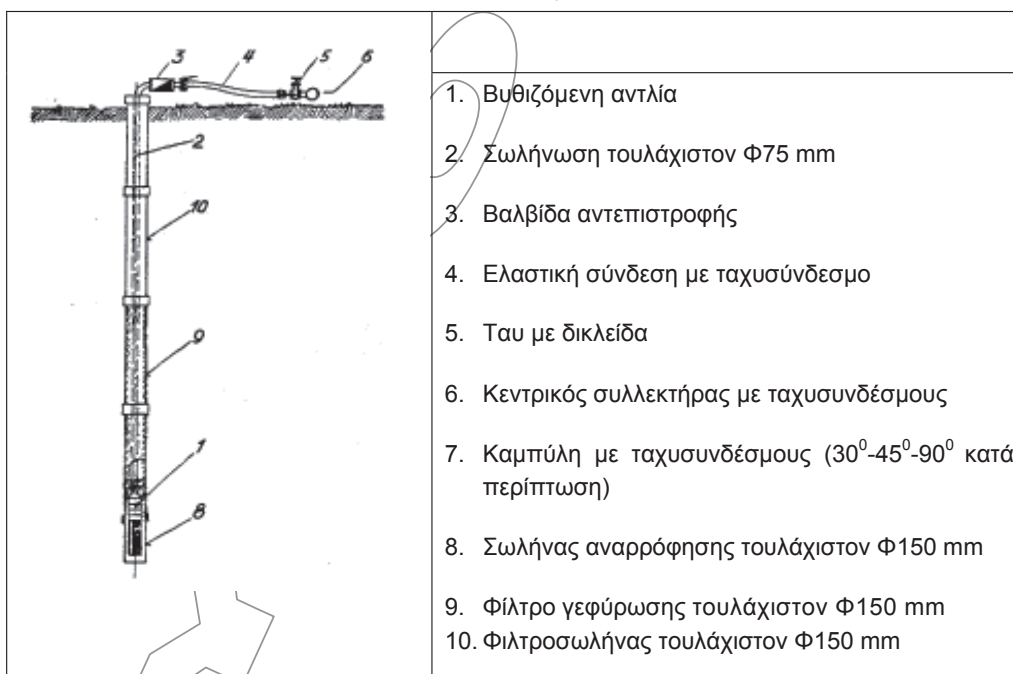 3
4
5
6
2
10
9
1
8
1. Βυθιζόμενη αντλία
2. Σωλήνωση τουλάχιστον Φ75 mm
3. Βαλβίδα αντεπιστροφής
4. Ελαστική σύνδεση με ταχυσύνδεσμο
5. Ταυ με δικλείδα
6. Κεντρικός συλλεκτήρας με ταχυσυνδέσμους
7. Καμπύλη με ταχυσυνδέσμους (30⁰-45⁰-90⁰ κατά
περίπτωση)
8. Σωλήνας αναρρόφησης τουλάχιστον Φ150 mm
9. Φίλτρο γεφύρωσης τουλάχιστον Φ150 mm
10. Φιλτροσωλήνας τουλάχιστον Φ150 mm